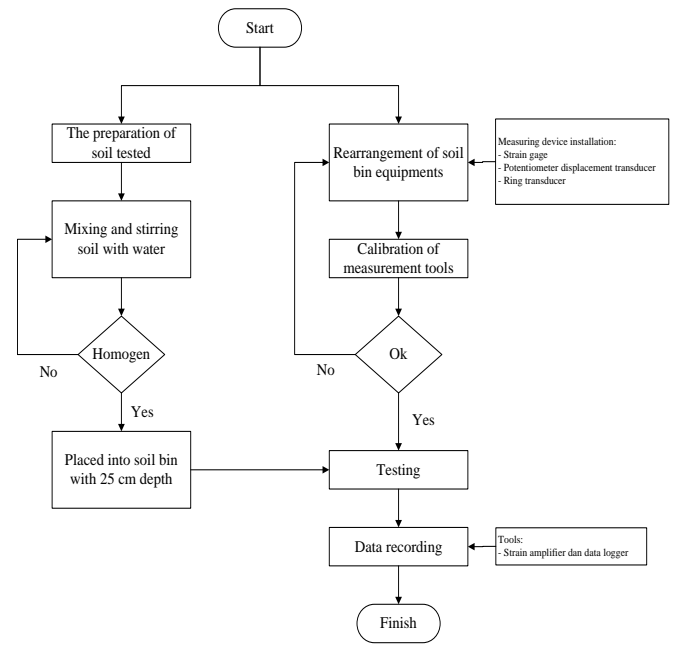 Start
The preparation of
soil tested
Rearrangement of soil
bin equipments
Measuring device installation:
- Strain gage
- Potentiometer displacement transducer
- Ring transducer
Mixing and stirring
soil with water
Calibration of
measurement tools
Homogen
Ok
No
No
Yes
Yes
Placed into soil bin
with 25 cm depth
Testing
Data recording
Tools:
- Strain amplifier dan data logger
Finish